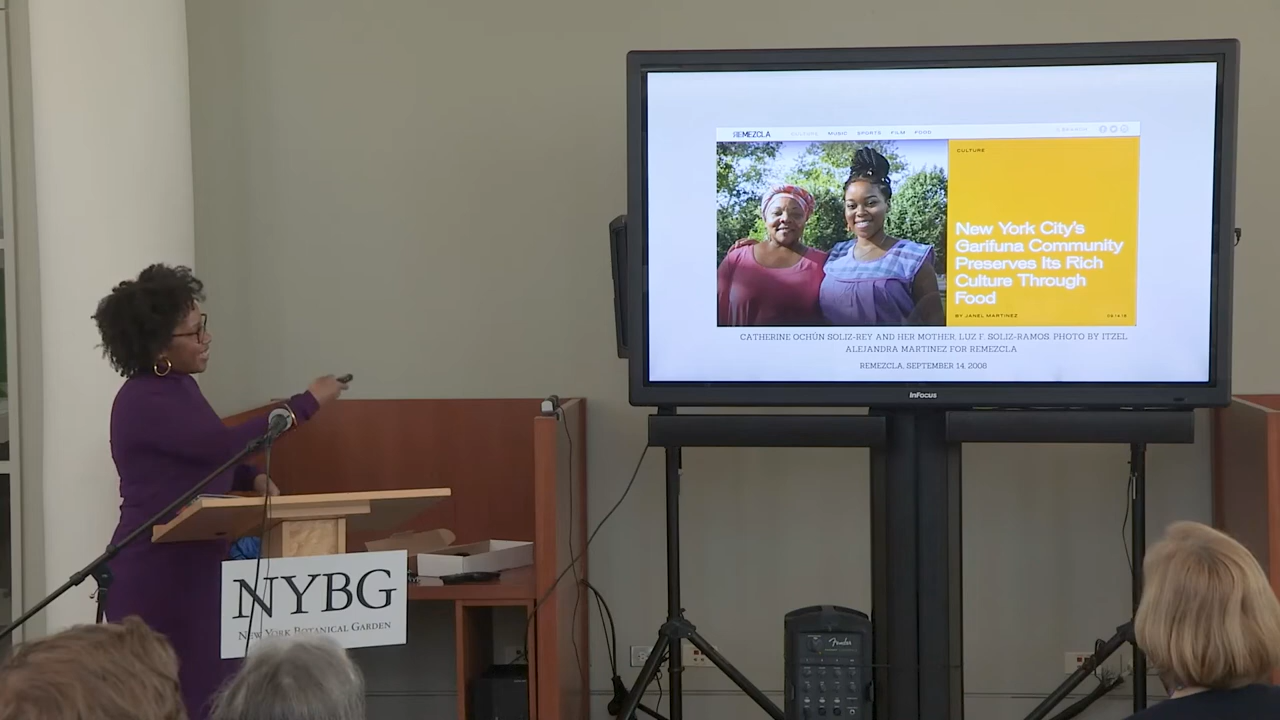 REMEZCLA CULTURE MUSIC SPORTS FILM FOOD SEARCH
CULTURE
New York City's
Garifuna Community
Preserves Its Rich
Culture Through
Food
BY JANEL MARTINEZ
CATHERINE OCHÚN SOLIZ-REY AND HER MOTHER, LUZ F. SOLIZ-RAMOS. PHOTO BY ITZEL
ALEJANDRA MARTINEZ FOR REMEZCLA
REMEZCLA, SEPTEMBER 14, 2006
InFocus
NYBG
NEW YORK BOTANICAL GARDEN
Fender